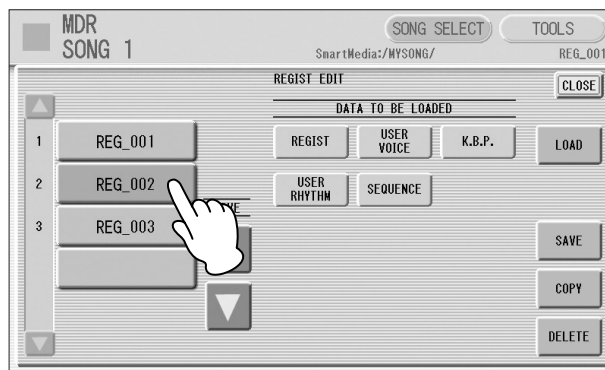 MDR
SONG 1
SONG SELECT
TOOLS
SmartMedia:/MYSONG/
REG_001
REGIST EDIT
CLOSE
DATA TO BE LOADED
1 REG_001
REGIST
USER
VOICE
K.B.P.
LOAD
2 REG_002
USER
RHYTHM
SEQUENCE
3 REG_003
SAVE
COPY
DELETE